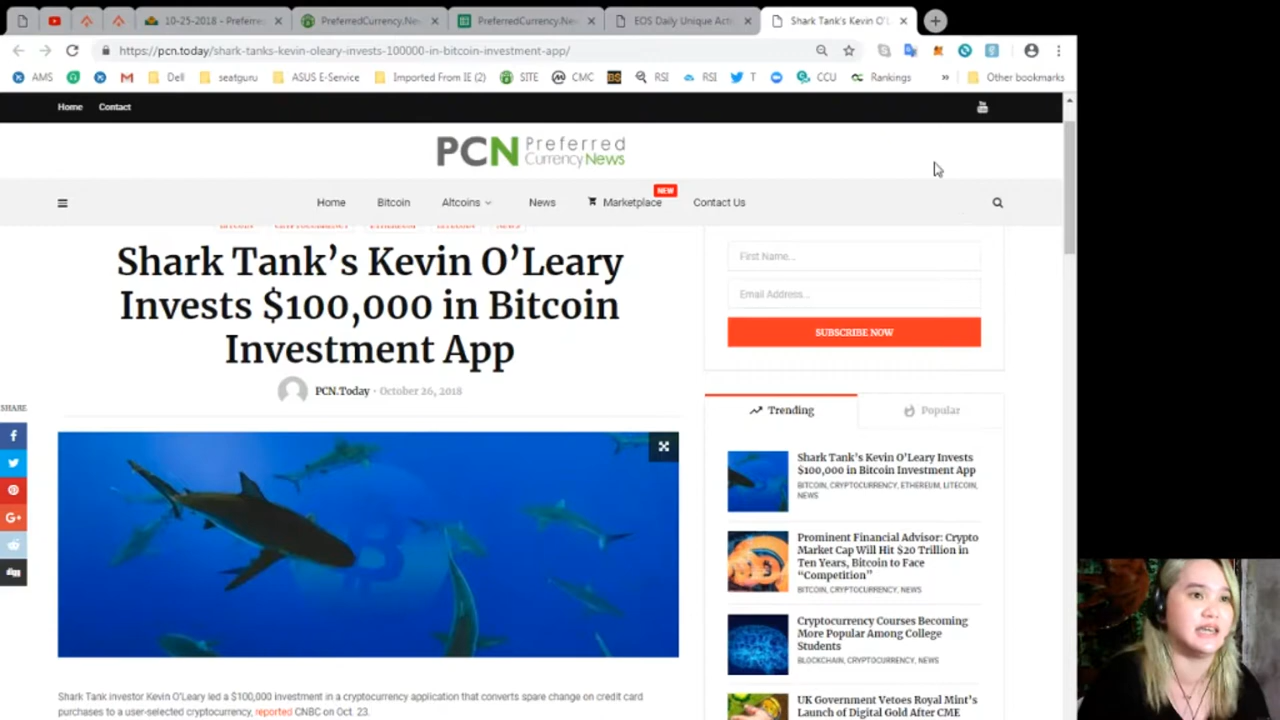 10-25-2018 - Preferre
PreferredCurrency.Ne
PreferredCurrency.Ne
EOS Daily Unique Acti
Shark Tank's Kevin O'L
https://pcn.today/shark-tanks-kevin-oleary-invests-100000-in-bitcoin-investment-app/
AMS
Dell
seatguru
ASUS E-Service
Imported From IE (2)
SITE
CMC
RSI
RSI
T
CCU
Rankings
»
Other bookmarks
Home
Contact
PCN Preferred
CurrencyNews
NEW
Home
Bitcoin
Altcoins
News
Marketplace
Contact Us
BITCOIN
CRYPTOCURRENCY
ETHEREUM
LITECOIN
NEWS
Shark Tank's Kevin O'Leary
Invests $100,000 in Bitcoin
Investment App
PCN.Today · October 26, 2018
SHARE
Shark Tank investor Kevin O'Leary led a $100,000 investment in a cryptocurrency application that converts spare change on credit card
purchases to a user-selected cryptocurrency, reported CNBC on Oct. 23.
First Name...
Email Address...
SUBSCRIBE NOW
Trending
Popular
Shark Tank's Kevin O'Leary Invests
$100,000 in Bitcoin Investment App
BITCOIN, CRYPTOCURRENCY, ETHEREUM, LITECOIN,
NEWS
Prominent Financial Advisor: Crypto
Market Cap Will Hit $20 Trillion in
Ten Years, Bitcoin to Face
"Competition"
BITCOIN, CRYPTOCURRENCY, NEWS
Cryptocurrency Courses Becoming
More Popular Among College
Students
BLOCKCHAIN, CRYPTOCURRENCY, NEWS
UK Government Vetoes Royal Mint's
Launch of Digital Gold After CME